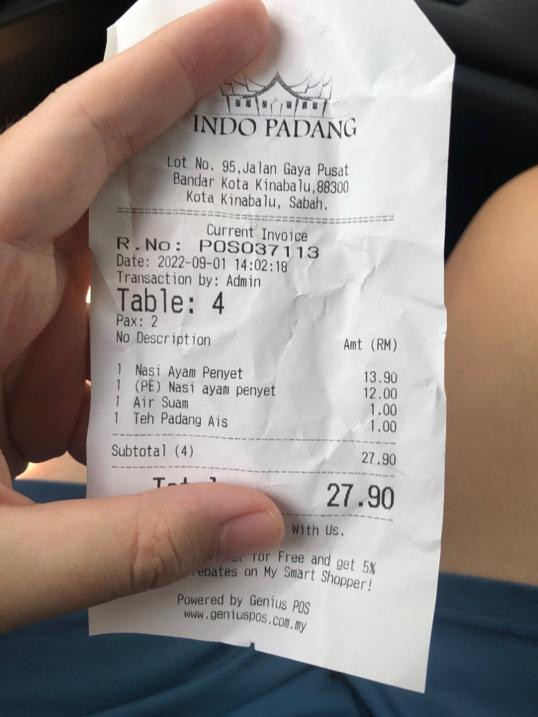 INDO PADANG
Lot No. 95,Jalan Gaya Pusat
Bandar Kota Kinabalu,88300
Kota Kinabalu, Sabah.
Current Invoice
R.No: POS037113
Date: 2022-09-01 14:02:18
Transaction by: Admin
Table: 4
Pax: 2
No Description Amt (RM)
1 Nasi Ayam Penyet 13.90
1 (PE) Nasi ayam penyet 12.00
1 Air Suam 1.00
1 Teh Padang Ais 1.00
Subtotal (4) 27.90
27.90
With Us.
for Free and get 5%
on My Smart Shopper!
Powered by Genius POS
www.geniuspos.com.my